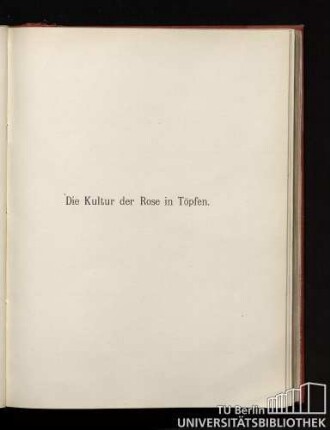 Die Kultur der Rose in Töpfen.
TU Berlin
UNIVERSITÄTSBIBLIOTHEK